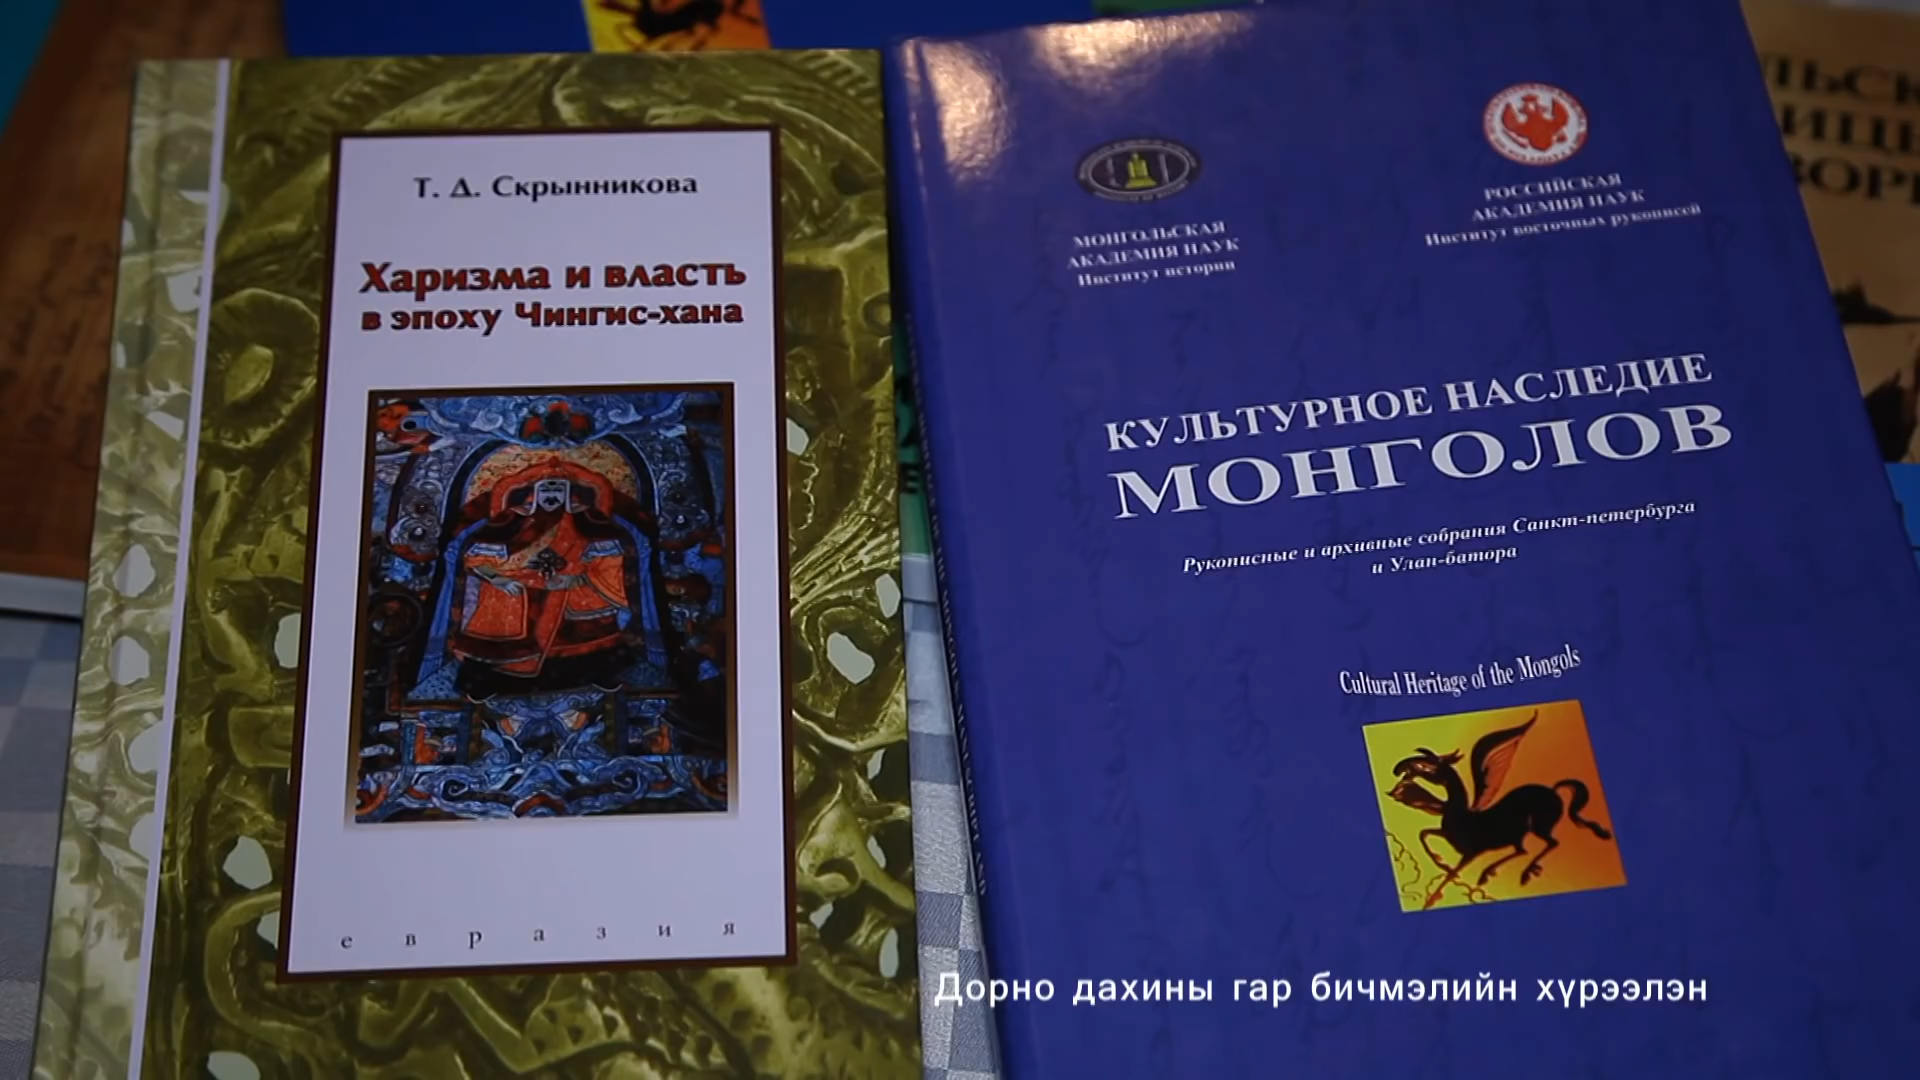 Т. Д. Скрынникова
Харизма и власть
в эпоху Чингис-хана
евразия
МОНГОЛЬСКАЯ
АКАДЕМИЯ НАУК
Институт истории
РОССИЙСКАЯ
АКАДЕМИЯ НАУК
Институт восточных рукописей
КУЛЬТУРНОЕ НАСЛЕДИЕ
МОНГОЛОВ
Рукописные и архивные собрания Санкт-петербурга
и Улан-батора
Cultural Heritage of the Mongols
Дорно дахины гар бичмэлийн хүрээлэн